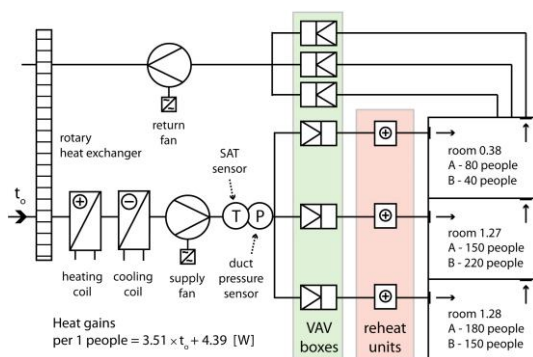 rotary
heat exchanger
return
fan
SAT
sensor
t₀
T
P
heating
coil
cooling
coil
supply
fan
duct
pressure
sensor
VAV
boxes
reheat
units
room 0.38
A - 80 people
B - 40 people
room 1.27
A - 150 people
B - 220 people
room 1.28
A - 180 people
B - 150 people
Heat gains
per 1 people = 3.51 × t₀ + 4.39 [W]